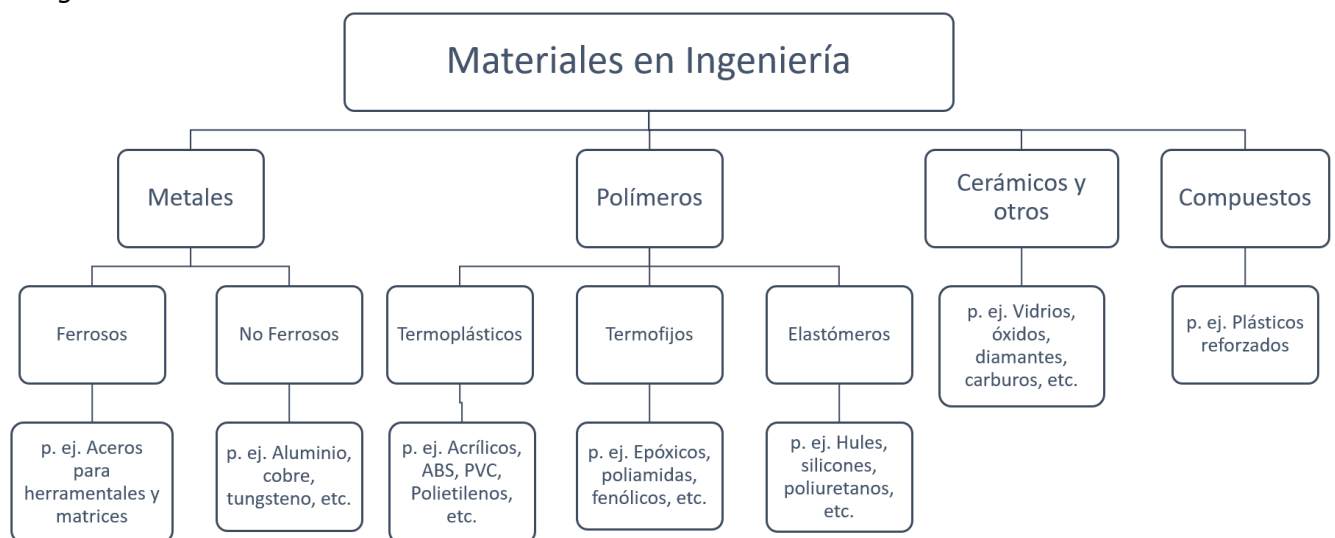 Materiales en Ingeniería
Metales
Polímeros
Cerámicos y
otros
Compuestos
Ferrosos
No Ferrosos
Termoplásticos
Termofijos
Elastómeros
p. ej. Vidrios,
óxidos,
diamantes,
carburos, etc.
p. ej. Plásticos
reforzados
p. ej. Aceros
para
herramentales y
matrices
p. ej. Aluminio,
cobre,
tungsteno, etc.
p. ej. Acrílicos,
ABS, PVC,
Polietilenos,
etc.
p. ej. Epóxicos,
poliamidas,
fenólicos, etc.
p. ej. Hules,
silicones,
poliuretanos,
etc.